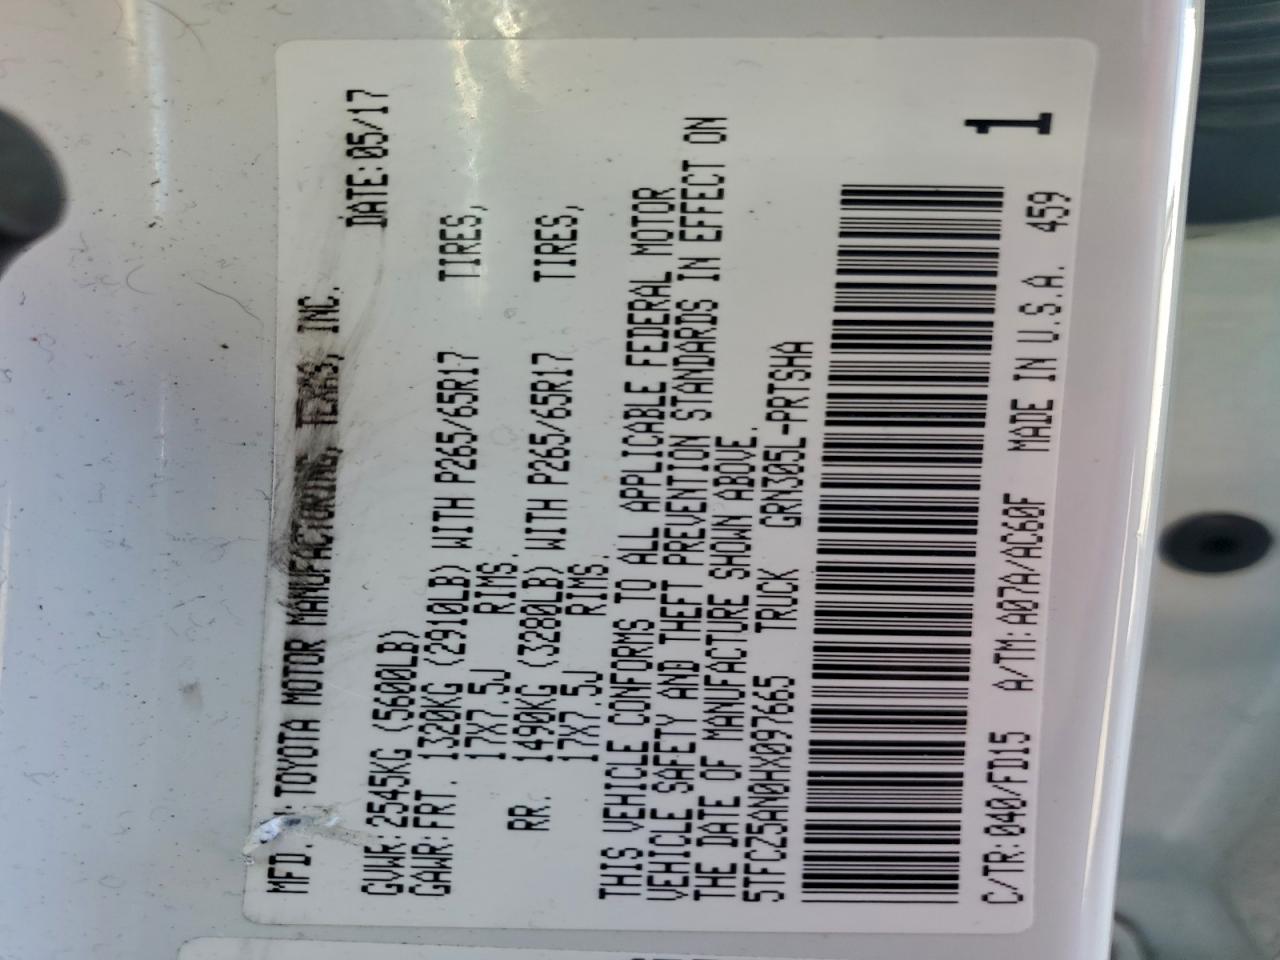 MFD. BY: TOYOTA MOTOR MANUFACTURING, TEXAS, INC.
DATE: 05/17
GVWR: 2545KG (5600LB)
GAWR: FRT. 1320KG (2910LB) WITH P265/65R17 TIRES,
17X7.5J RIMS.
RR. 1490KG (3280LB) WITH P265/65R17 TIRES,
17X7.5J RIMS.
THIS VEHICLE CONFORMS TO ALL APPLICABLE FEDERAL MOTOR
VEHICLE SAFETY AND THEFT PREVENTION STANDARDS IN EFFECT ON
THE DATE OF MANUFACTURE SHOWN ABOVE.
5TFCZ5AN0HX097665 TRUCK GRN305L-PRTSHA
1
C/TR: 040/FD15 A/TM: A07A/AC60F MADE IN U.S.A. 459